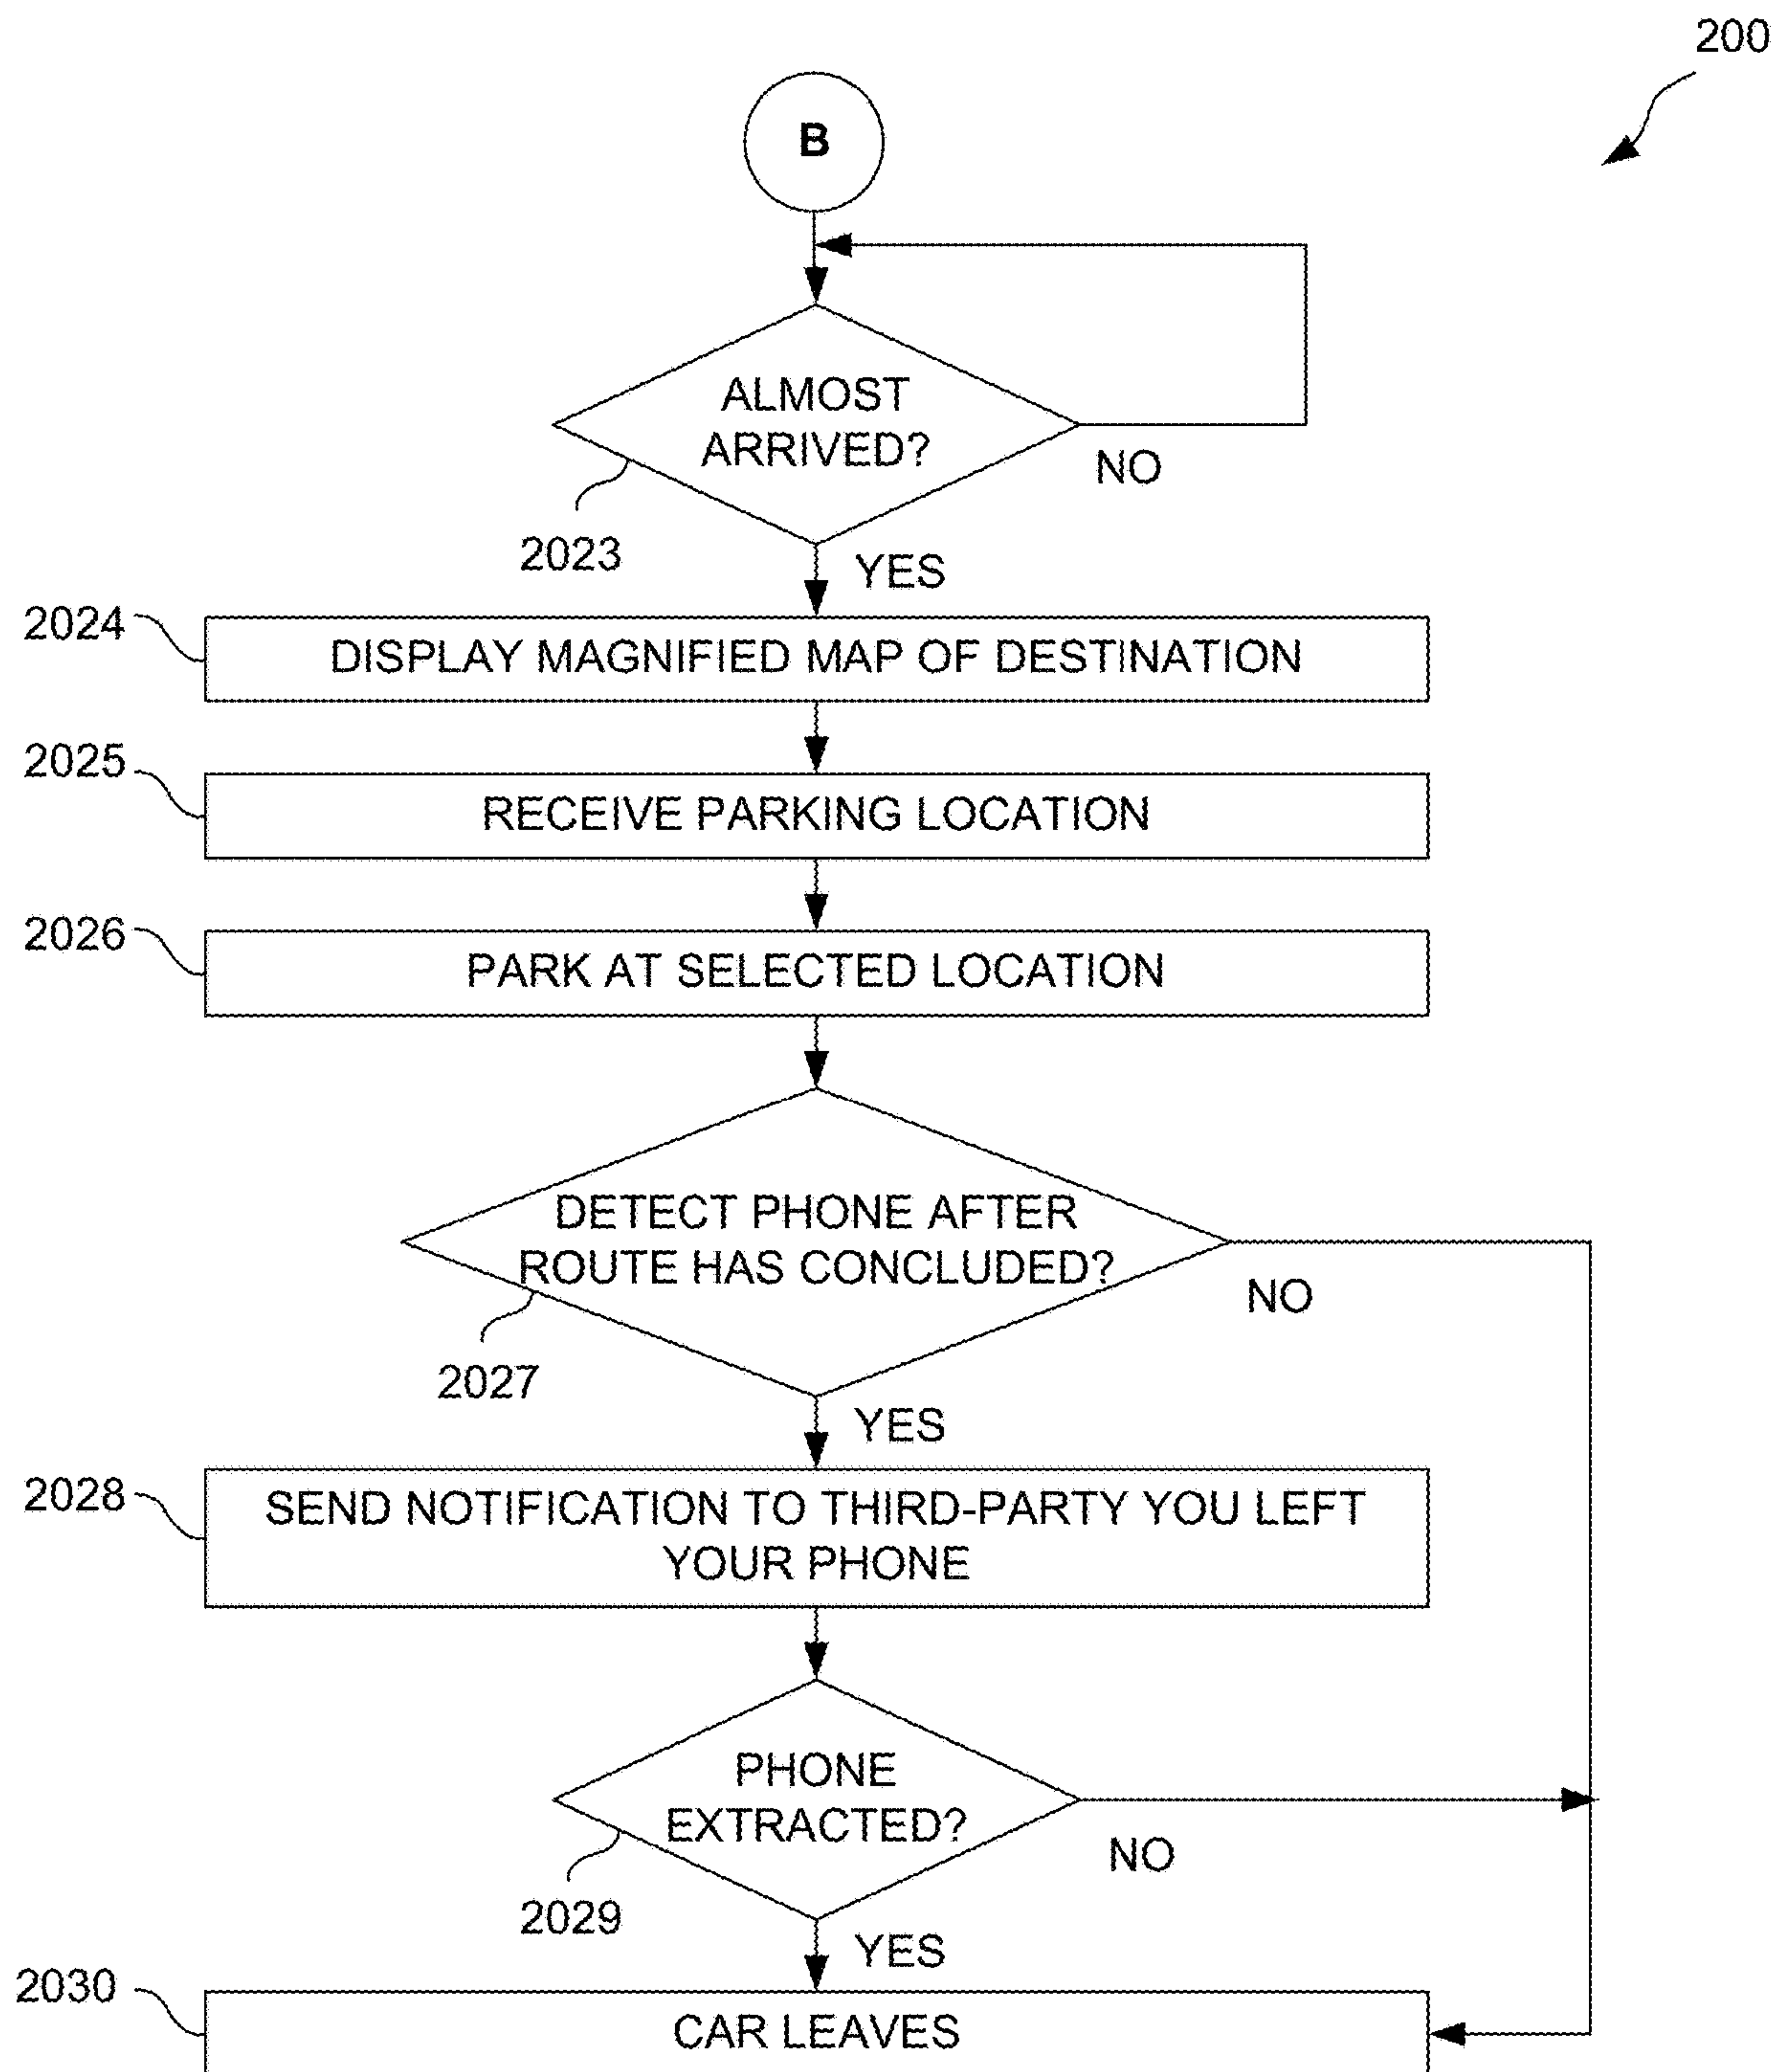 200
B
ALMOST
ARRIVED?
NO
2023
YES
2024
DISPLAY MAGNIFIED MAP OF DESTINATION
2025
RECEIVE PARKING LOCATION
2026
PARK AT SELECTED LOCATION
DETECT PHONE AFTER
ROUTE HAS CONCLUDED?
NO
2027
YES
2028
SEND NOTIFICATION TO THIRD-PARTY YOU LEFT
YOUR PHONE
PHONE
EXTRACTED?
NO
2029
YES
2030
CAR LEAVES